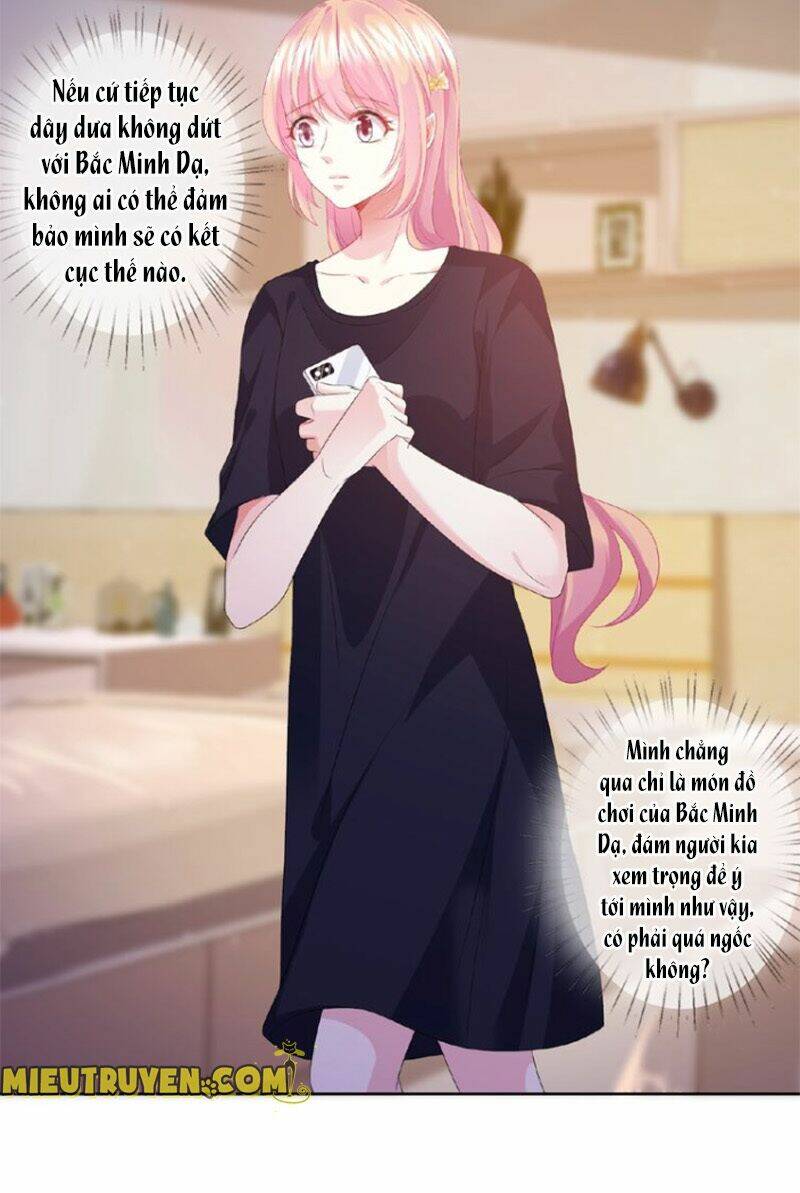 Nếu cứ tiếp tục
dây dưa không dứt
với Bắc Minh Dạ,
không ai có thể đảm
bảo mình sẽ có kết
cục thế nào.
Mình chẳng
qua chỉ là món đồ
chơi của Bắc Minh
Dạ, đám người kia
xem trọng để ý
tới mình như vậy,
có phải quá ngốc
không?
MIEUTRUYEN.COM